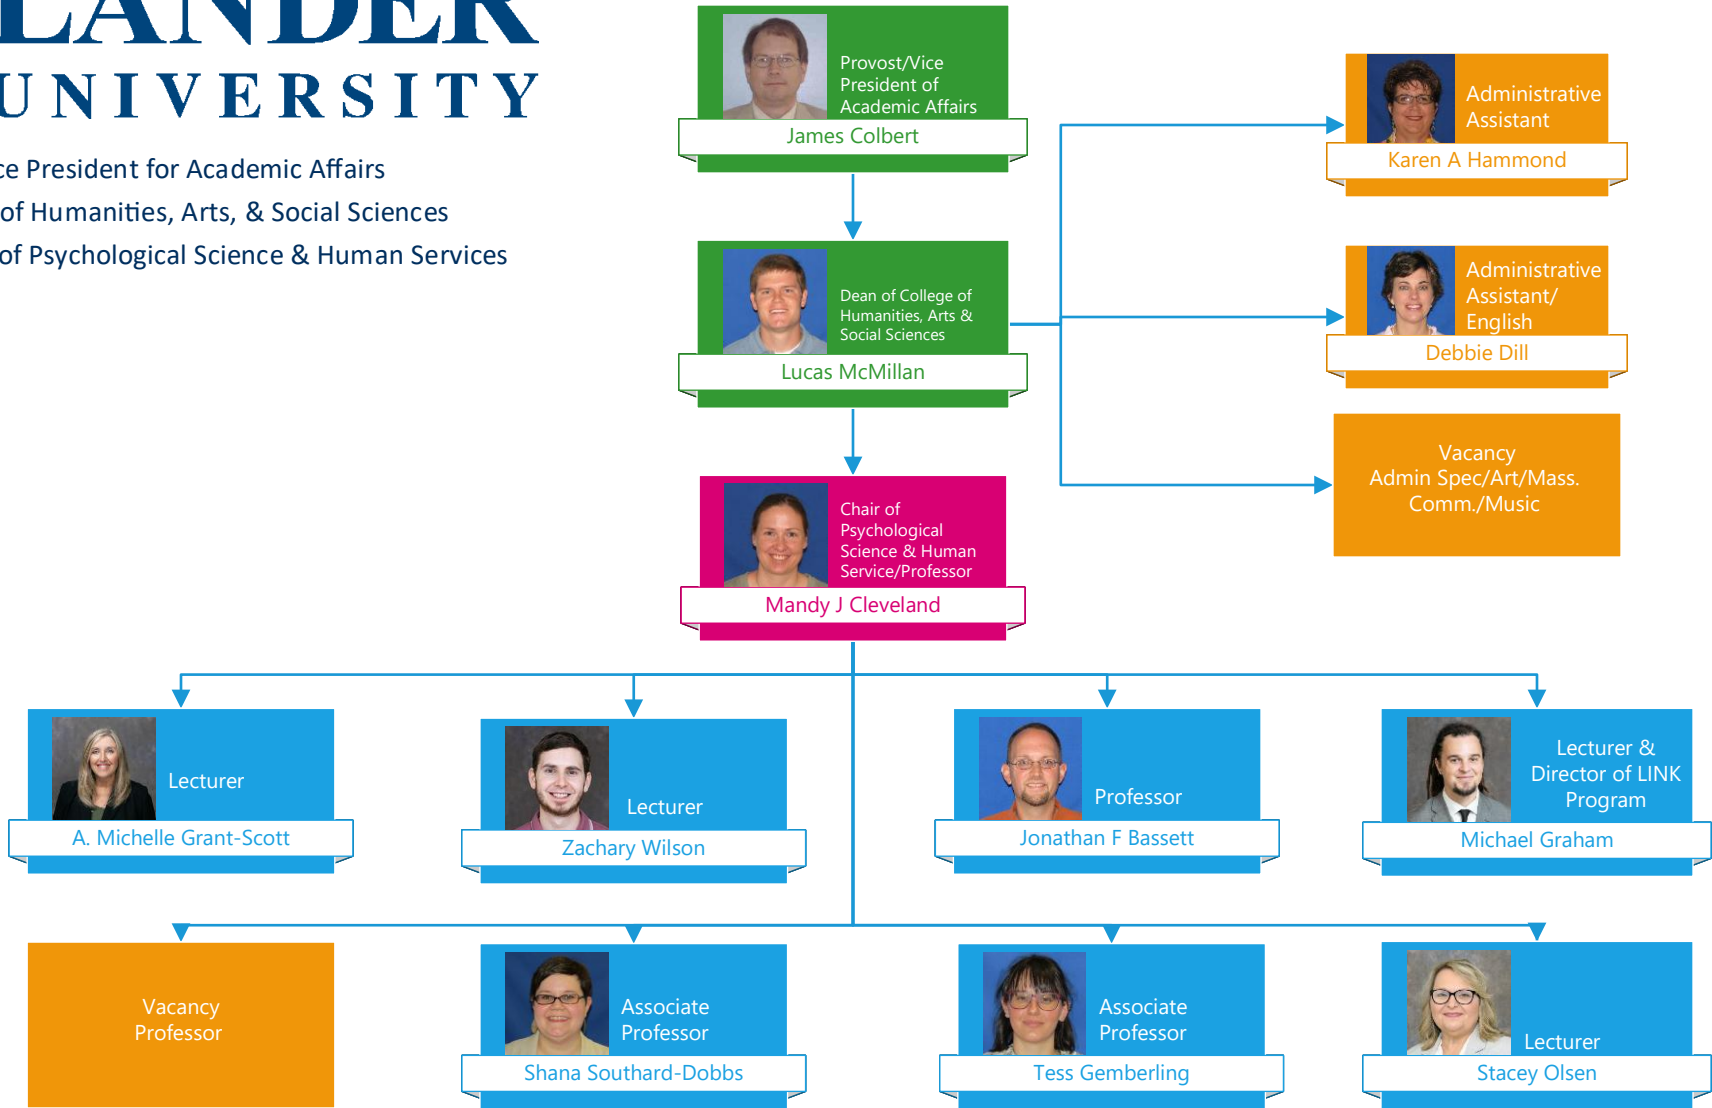 LANDER
UNIVERSITY
ce President for Academic Affairs
of Humanities, Arts, & Social Sciences
of Psychological Science & Human Services
Provost/Vice
President of
Academic Affairs
James Colbert
Administrative
Assistant
Karen A Hammond
Dean of College of
Humanities, Arts &
Social Sciences
Lucas McMillan
Administrative
Assistant/
English
Debbie Dill
Vacancy
Admin Spec/Art/Mass.
Comm./Music
Chair of
Psychological
Science & Human
Service/Professor
Mandy J Cleveland
Lecturer
A. Michelle Grant-Scott
Lecturer
Zachary Wilson
Professor
Jonathan F Bassett
Lecturer &
Director of LINK
Program
Michael Graham
Vacancy
Professor
Associate
Professor
Shana Southard-Dobbs
Associate
Professor
Tess Gemberling
Lecturer
Stacey Olsen